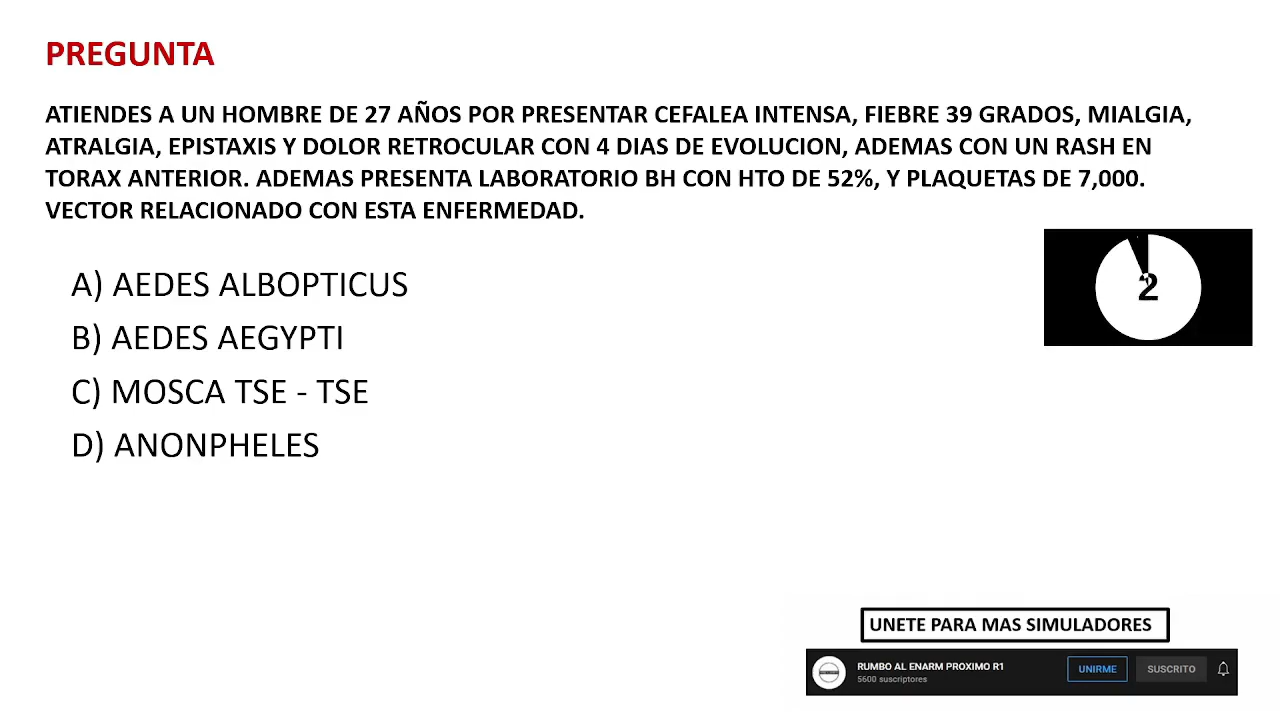 PREGUNTA
ATIENDES A UN HOMBRE DE 27 AÑOS POR PRESENTAR CEFALEA INTENSA, FIEBRE 39 GRADOS, MIALGIA,
ATRALGIA, EPISTAXIS Y DOLOR RETROCULAR CON 4 DIAS DE EVOLUCION, ADEMAS CON UN RASH EN
TORAX ANTERIOR. ADEMAS PRESENTA LABORATORIO BH CON HTO DE 52%, Y PLAQUETAS DE 7,000.
VECTOR RELACIONADO CON ESTA ENFERMEDAD.
A) AEDES ALBOPTICUS
B) AEDES AEGYPTI
C) MOSCA TSE - TSE
D) ANONPHELES
2
UNETE PARA MAS SIMULADORES
RUMBO AL ENARM PROXIMO R1
5600 suscriptores
UNIRME
SUSCRITO